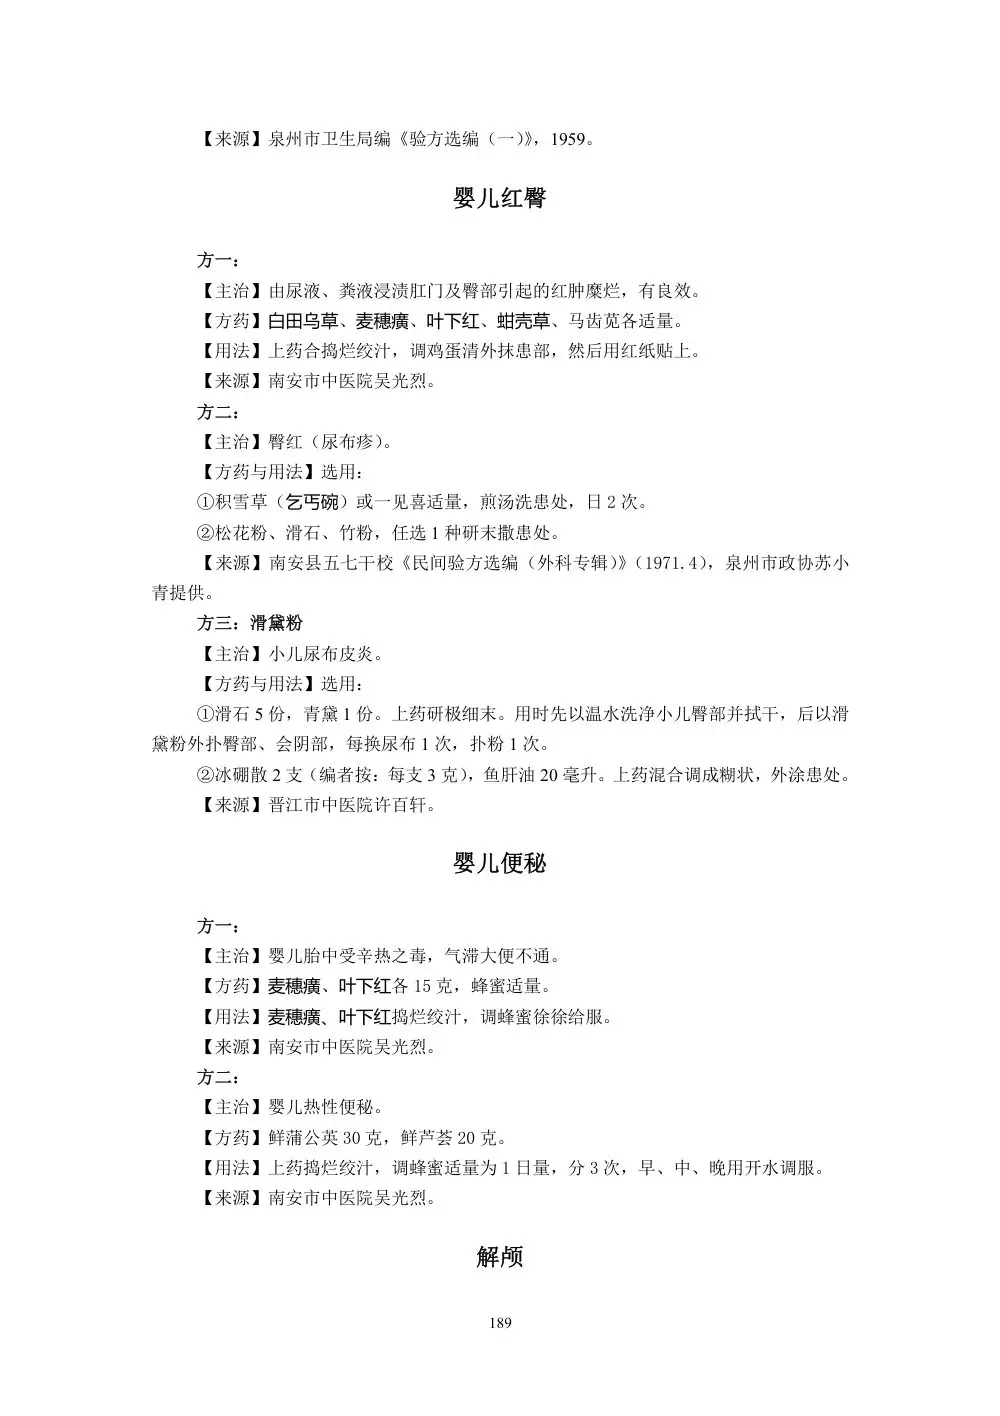 【来源】泉州市卫生局编《验方选编（一）》，1959。
婴儿红臀
方一：
【主治】由尿液、粪液浸渍肛门及臀部引起的红肿糜烂，有良效。
【方药】白田乌草、麦穗癀、叶下红、蚶壳草、马齿苋各适量。
【用法】上药合捣烂绞汁，调鸡蛋清外抹患部，然后用红纸贴上。
【来源】南安市中医院吴光烈。
方二：
【主治】臀红（尿布疹）。
【方药与用法】选用：
①积雪草（乞丐碗）或一见喜适量，煎汤洗患处，日 2 次。
②松花粉、滑石、竹粉，任选 1 种研末撒患处。
【来源】南安县五七干校《民间验方选编（外科专辑）》（1971.4），泉州市政协苏小
青提供。
方三：滑黛粉
【主治】小儿尿布皮炎。
【方药与用法】选用：
①滑石 5 份，青黛 1 份。上药研极细末。用时先以温水洗净小儿臀部并拭干，后以滑
黛粉外扑臀部、会阴部，每换尿布 1 次，扑粉 1 次。
②冰硼散 2 支（编者按：每支 3 克），鱼肝油 20 毫升。上药混合调成糊状，外涂患处。
【来源】晋江市中医院许百轩。
婴儿便秘
方一：
【主治】婴儿胎中受辛热之毒，气滞大便不通。
【方药】麦穗癀、叶下红各 15 克，蜂蜜适量。
【用法】麦穗癀、叶下红捣烂绞汁，调蜂蜜徐徐给服。
【来源】南安市中医院吴光烈。
方二：
【主治】婴儿热性便秘。
【方药】鲜蒲公英 30 克，鲜芦荟 20 克。
【用法】上药捣烂绞汁，调蜂蜜适量为 1 日量，分 3 次，早、中、晚用开水调服。
【来源】南安市中医院吴光烈。
解颅
189